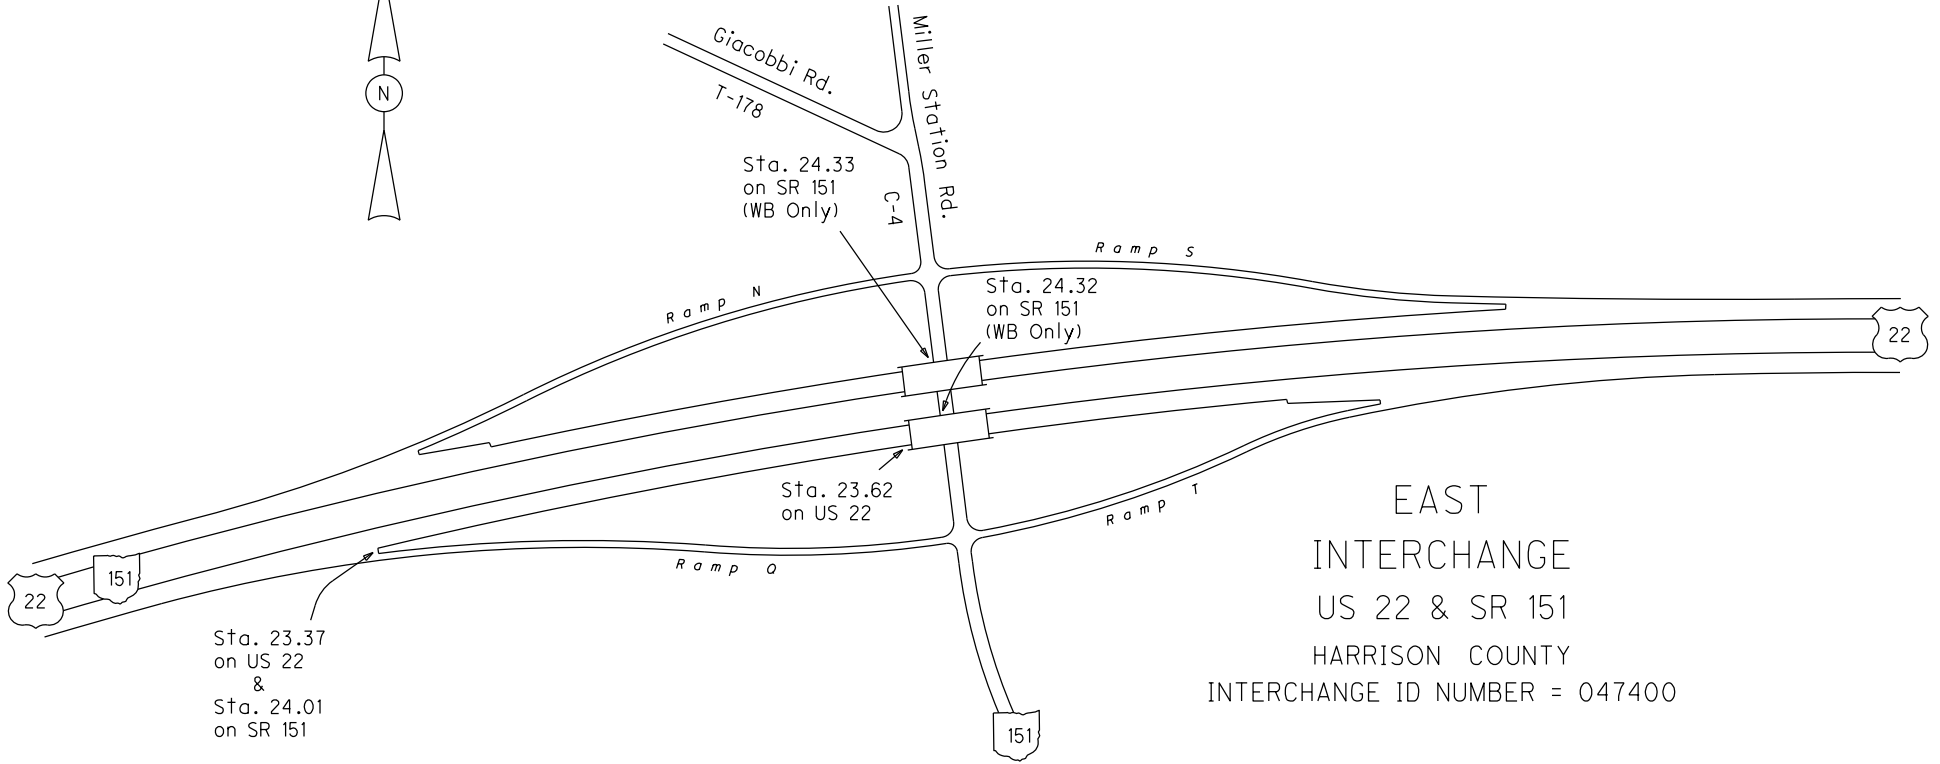 Giacobbi Rd.
T-178
Miller Station Rd.
N
Sta. 24.33
on SR 151
(WB Only)
C-4
Ramp S
Ramp N
Sta. 24.32
on SR 151
(WB Only)
22
Sta. 23.62
on US 22
Ramp T
EAST
INTERCHANGE
US 22 & SR 151
HARRISON COUNTY
INTERCHANGE ID NUMBER = 047400
151
22
Ramp Q
Sta. 23.37
on US 22
&
Sta. 24.01
on SR 151
151